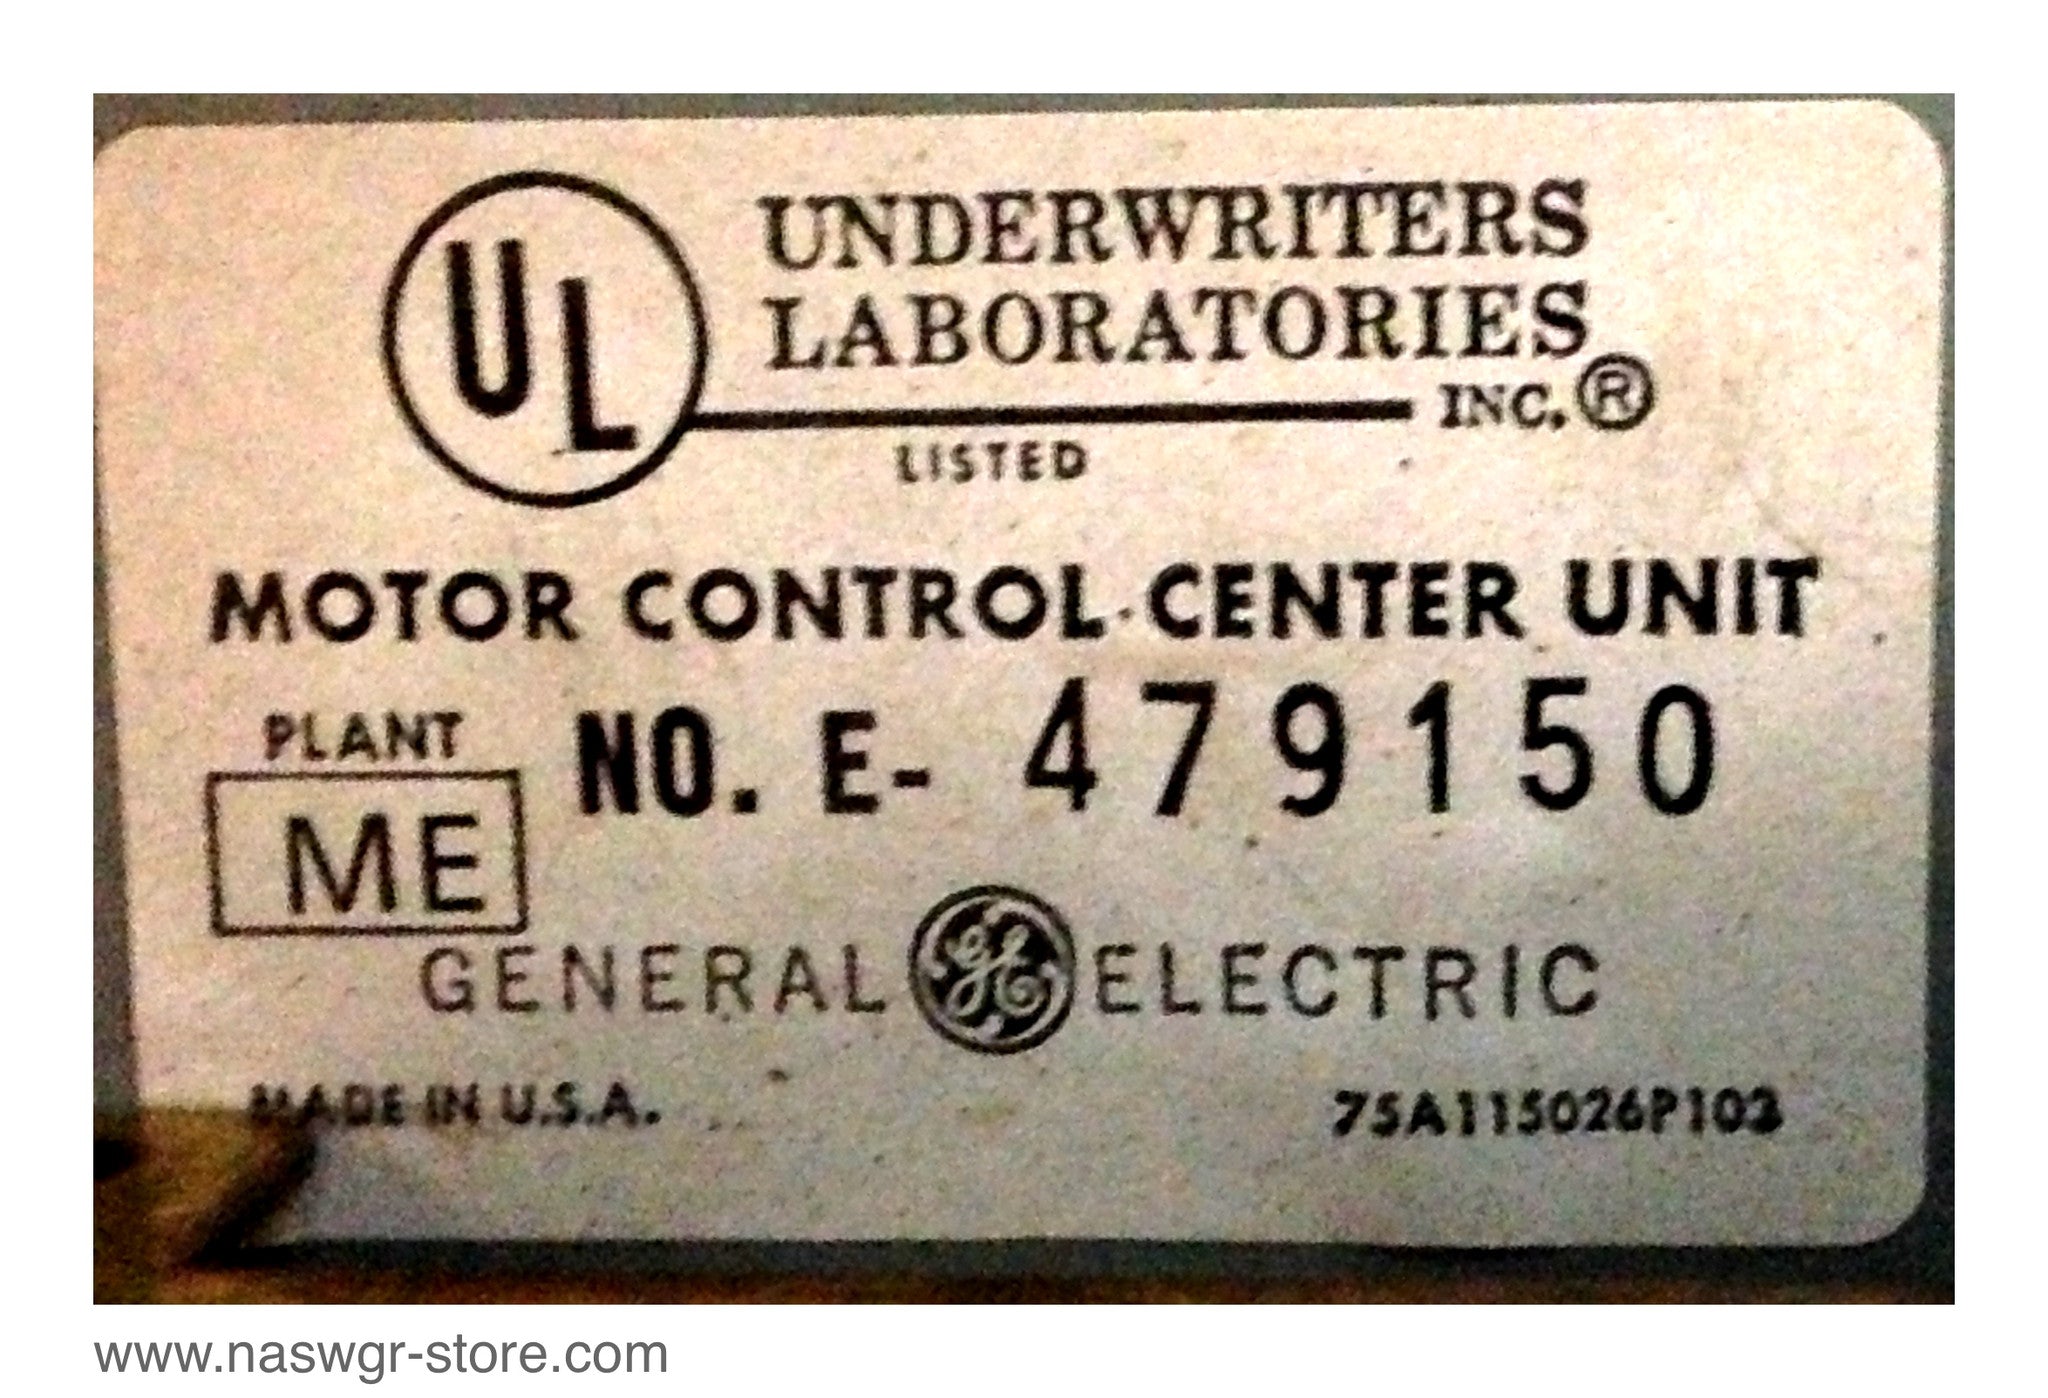 UL
UNDERWRITERS
LABORATORIES
INC.®
LISTED
MOTOR CONTROL CENTER UNIT
PLANT
ME
NO. E- 479150
GENERAL GE ELECTRIC
MADE IN U.S.A.
75A115026P103
www.naswgr-store.com